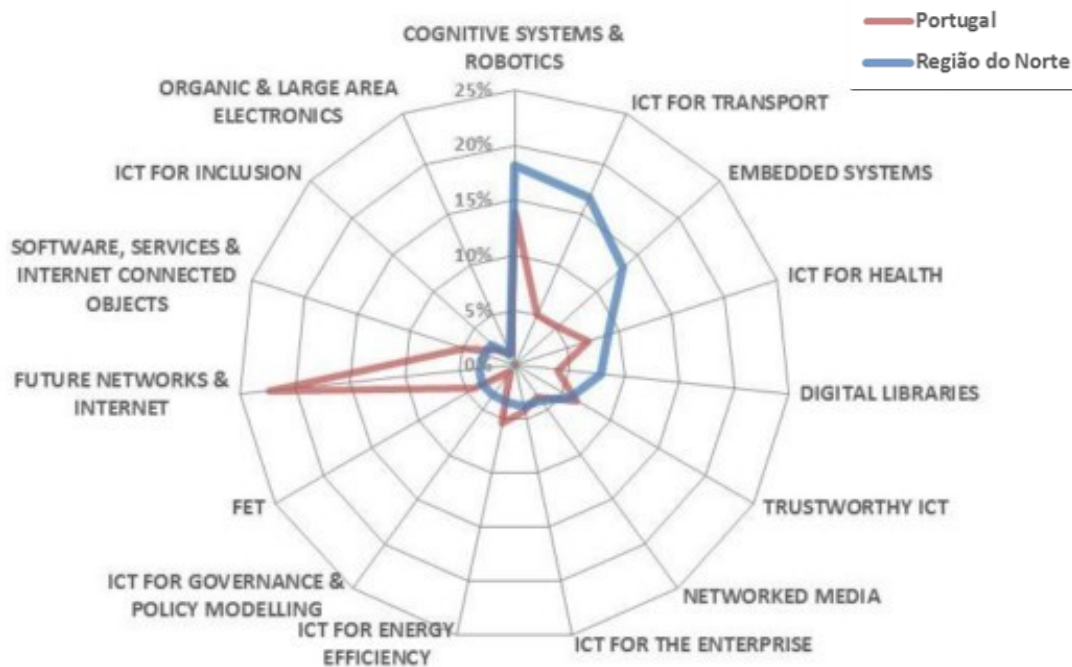 Portugal
Região do Norte
COGNITIVE SYSTEMS &
ROBOTICS
ICT FOR TRANSPORT
EMBEDDED SYSTEMS
ICT FOR HEALTH
DIGITAL LIBRARIES
TRUSTWORTHY ICT
NETWORKED MEDIA
ICT FOR THE ENTERPRISE
ICT FOR ENERGY
EFFICIENCY
ICT FOR GOVERNANCE &
POLICY MODELLING
FET
FUTURE NETWORKS &
INTERNET
SOFTWARE, SERVICES &
INTERNET CONNECTED
OBJECTS
ICT FOR INCLUSION
ORGANIC & LARGE AREA
ELECTRONICS
25%
20%
15%
10%
5%
0%